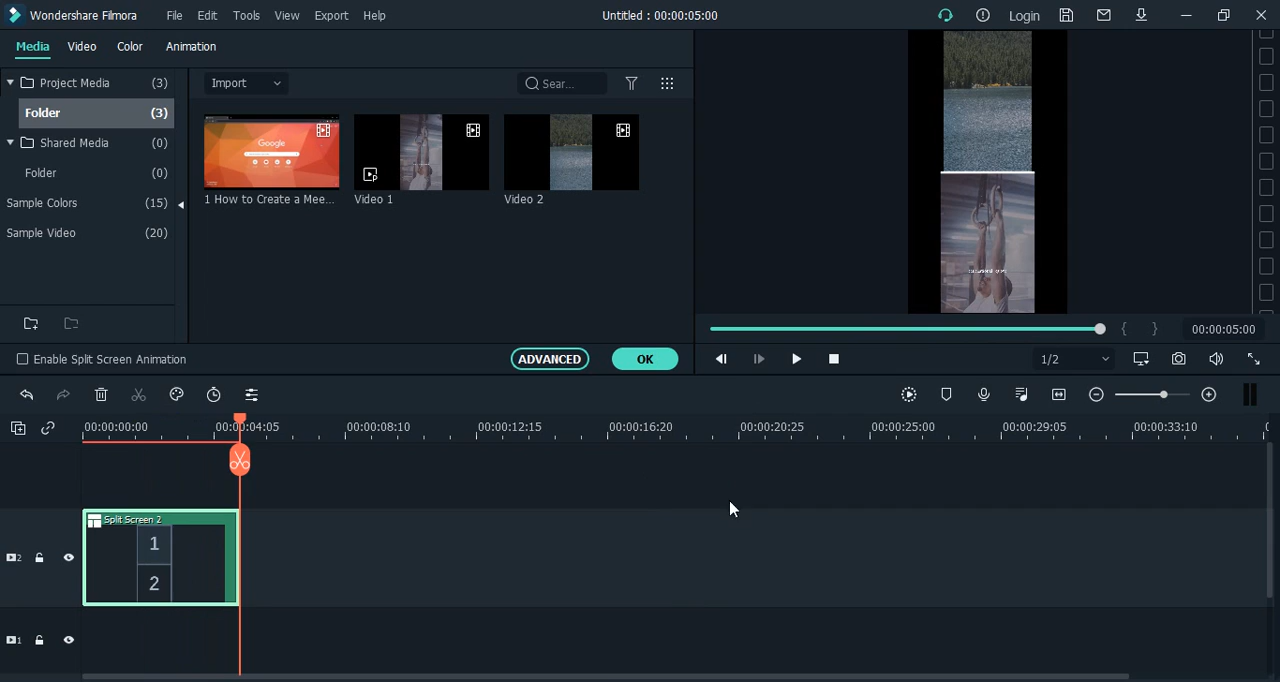 Wondershare Filmora File Edit Tools View Export Help Untitled : 00:00:05:00 Login
Media Video Color Animation
Project Media (3)
Folder (3)
Shared Media (0)
Folder (0)
Sample Colors (15)
Sample Video (20)
Import Sear...
Google
1 How to Create a Mee... Video 1 Video 2
00:00:05:00
Enable Split Screen Animation ADVANCED OK
1/2
00:00:00:00 00:00:04:05 00:00:08:10 00:00:12:15 00:00:16:20 00:00:20:25 00:00:25:00 00:00:29:05 00:00:33:10
Split Screen 2
1
2
2
1